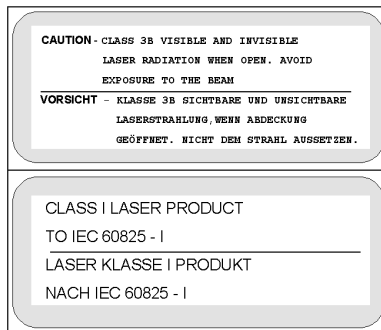 CAUTION - CLASS 3B VISIBLE AND INVISIBLE
LASER RADIATION WHEN OPEN. AVOID
EXPOSURE TO THE BEAM
VORSICHT - KLASSE 3B SICHTBARE UND UNSICHTBARE
LASERSTRAHLUNG,WENN ABDECKUNG
GEÖFFNET. NICHT DEM STRAHL AUSSETZEN.
CLASS I LASER PRODUCT
TO IEC 60825 - I
LASER KLASSE I PRODUKT
NACH IEC 60825 - I